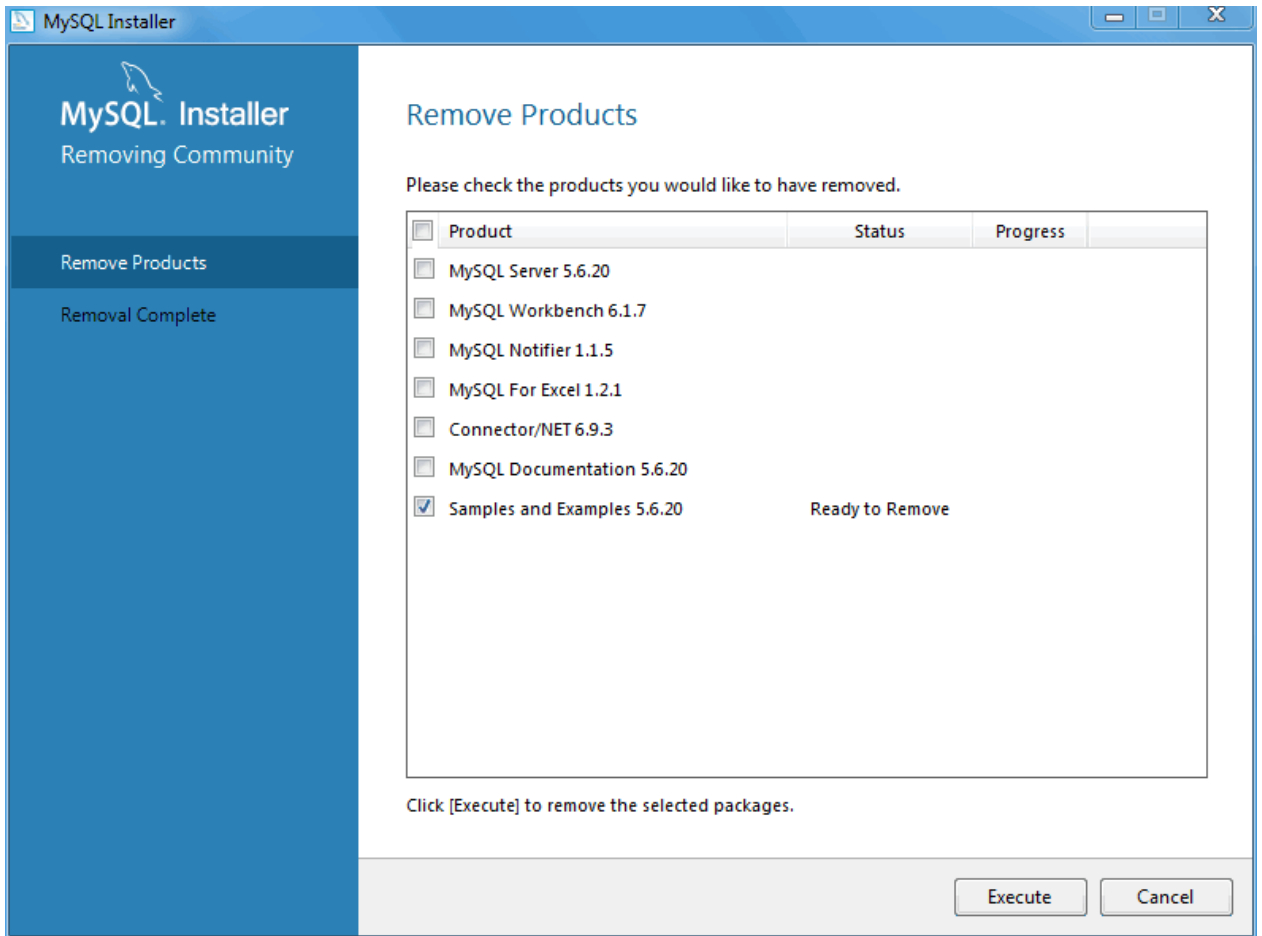 MySQL Installer
MySQL. Installer
Removing Community
Remove Products
Removal Complete
Remove Products
Please check the products you would like to have removed.
Product Status Progress
MySQL Server 5.6.20
MySQL Workbench 6.1.7
MySQL Notifier 1.1.5
MySQL For Excel 1.2.1
Connector/NET 6.9.3
MySQL Documentation 5.6.20
Samples and Examples 5.6.20 Ready to Remove
Click [Execute] to remove the selected packages.
Execute Cancel